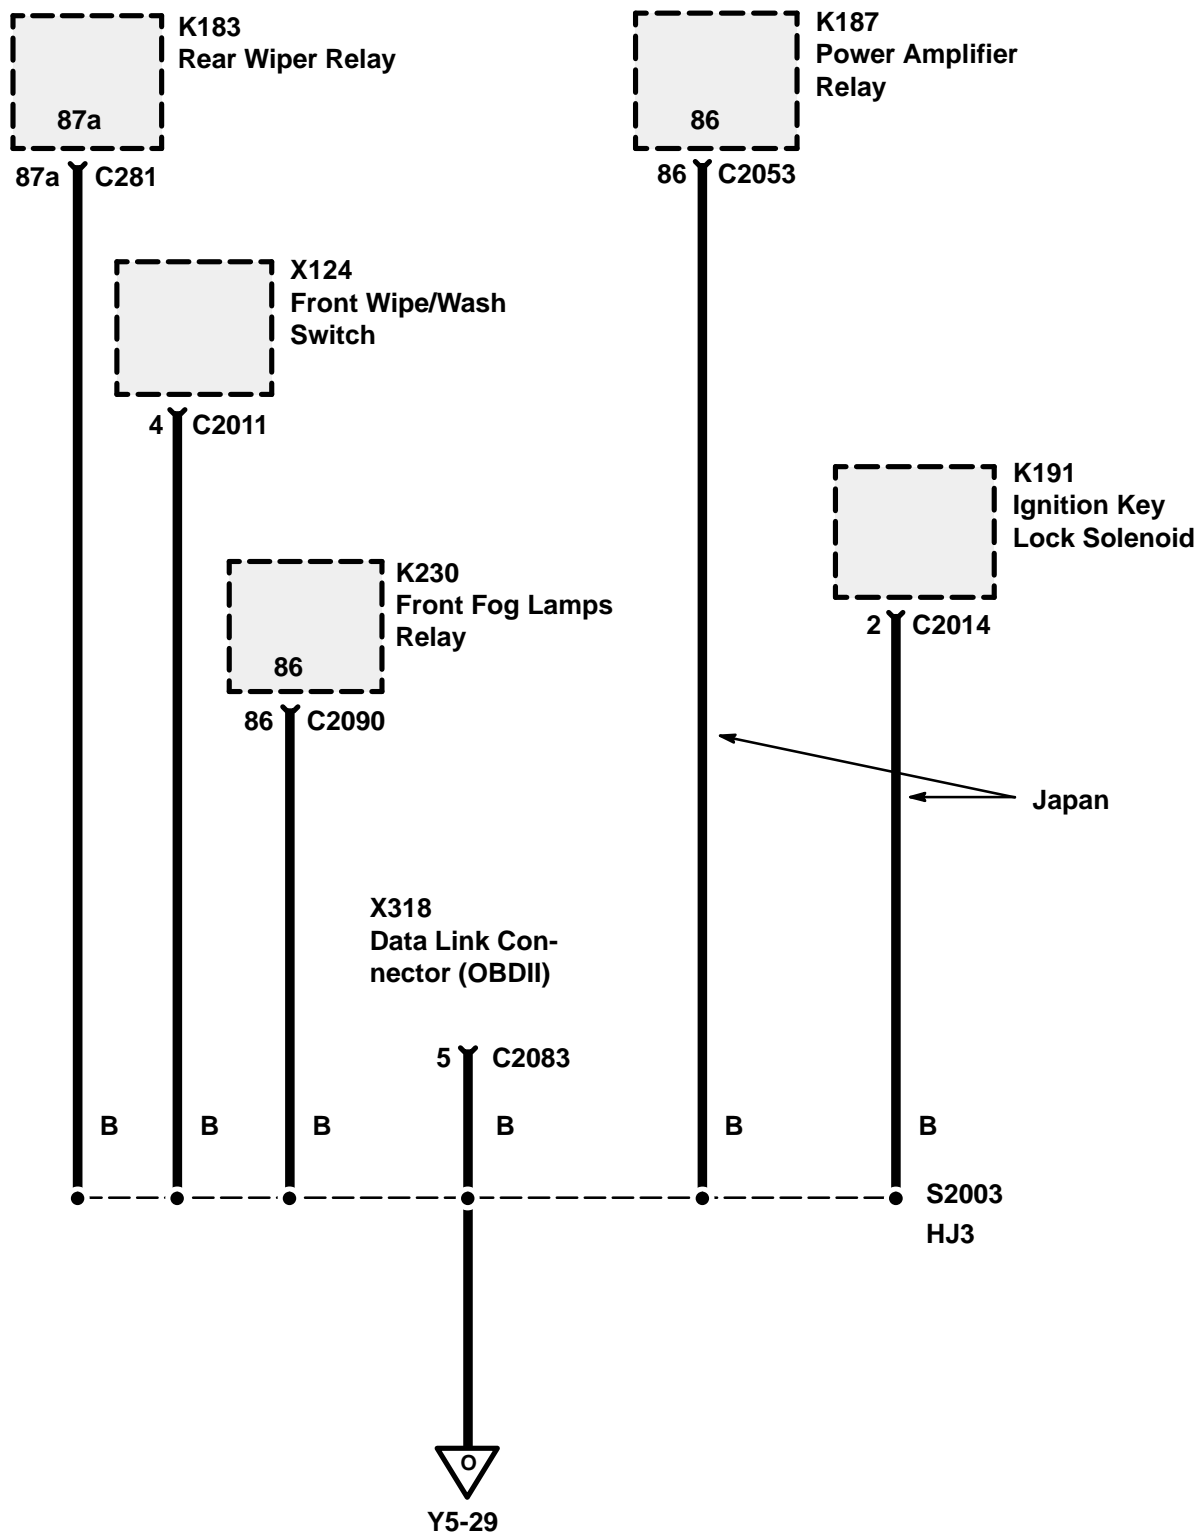 K183
Rear Wiper Relay
87a
87a
C281
K187
Power Amplifier
Relay
86
86
C2053
X124
Front Wipe/Wash
Switch
4
C2011
K191
Ignition Key
Lock Solenoid
2
C2014
K230
Front Fog Lamps
Relay
86
86
C2090
Japan
X318
Data Link Con-
nector (OBDII)
5
C2083
B
B
B
B
B
B
S2003
HJ3
O
Y5-29